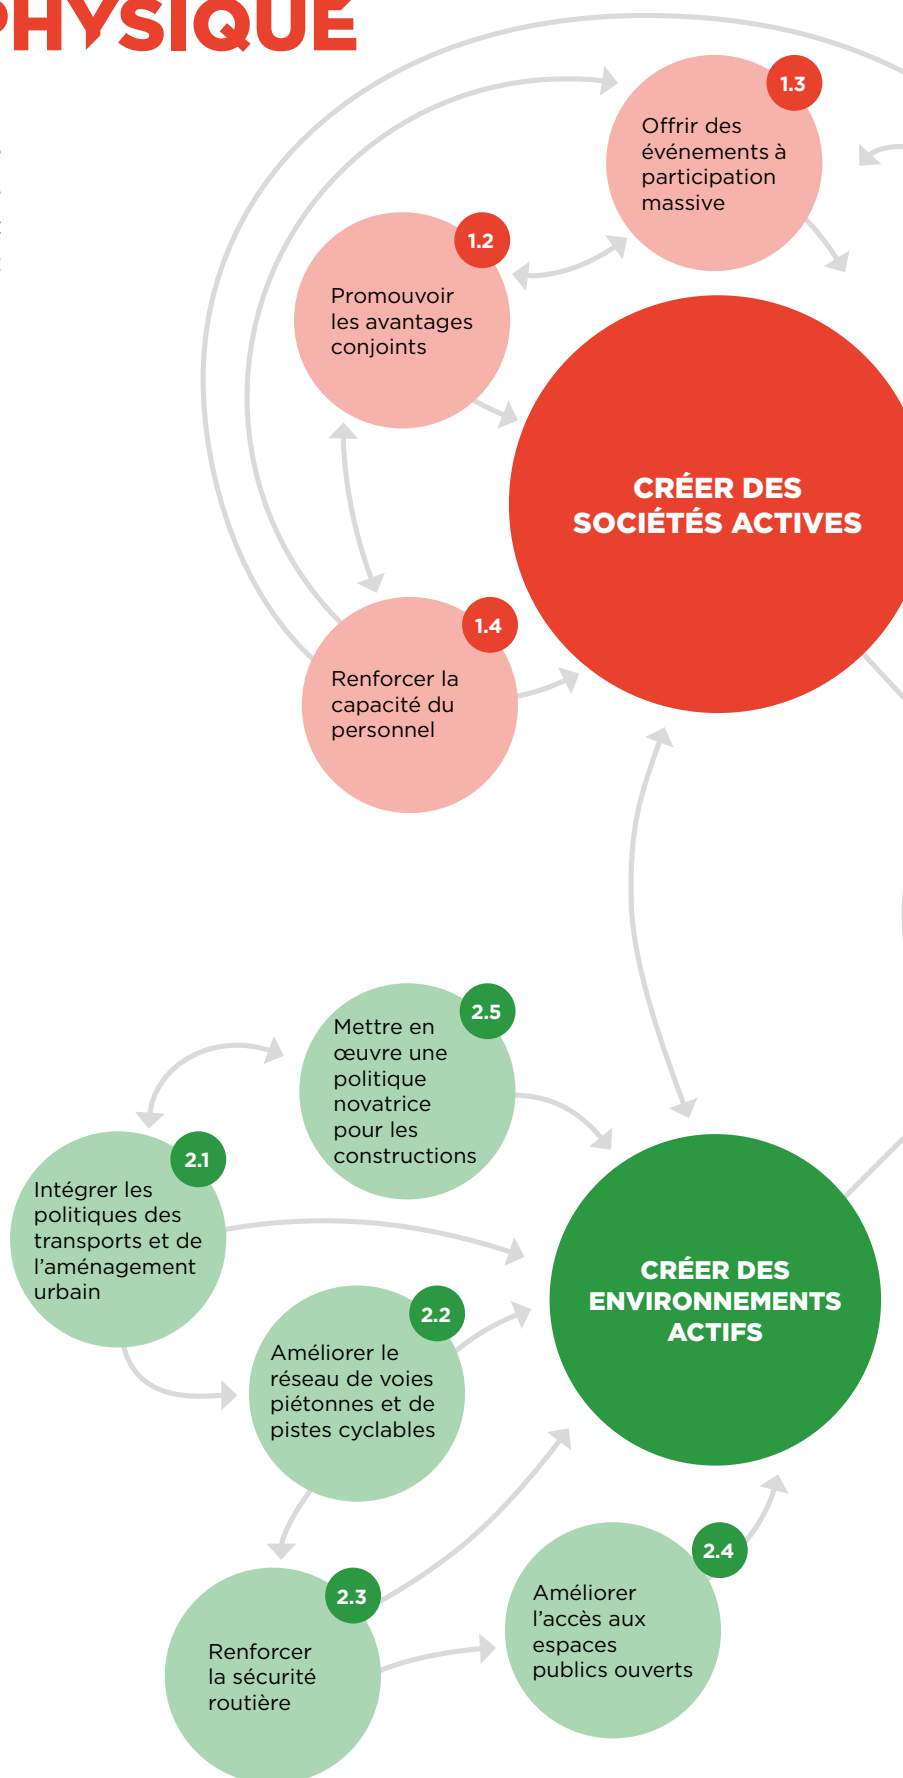 PHYSIQUE
1.3
Offrir des
événements à
participation
massive
1.2
Promouvoir
les avantages
conjoints
CRÉER DES
SOCIÉTÉS ACTIVES
1.4
Renforcer la
capacité du
personnel
2.5
Mettre en
œuvre une
politique
novatrice
pour les
constructions
2.1
Intégrer les
politiques des
transports et de
l'aménagement
urbain
CRÉER DES
ENVIRONNEMENTS
ACTIFS
2.2
Améliorer le
réseau de voies
piétonnes et de
pistes cyclables
2.4
Améliorer
l'accès aux
espaces
publics ouverts
2.3
Renforcer
la sécurité
routière